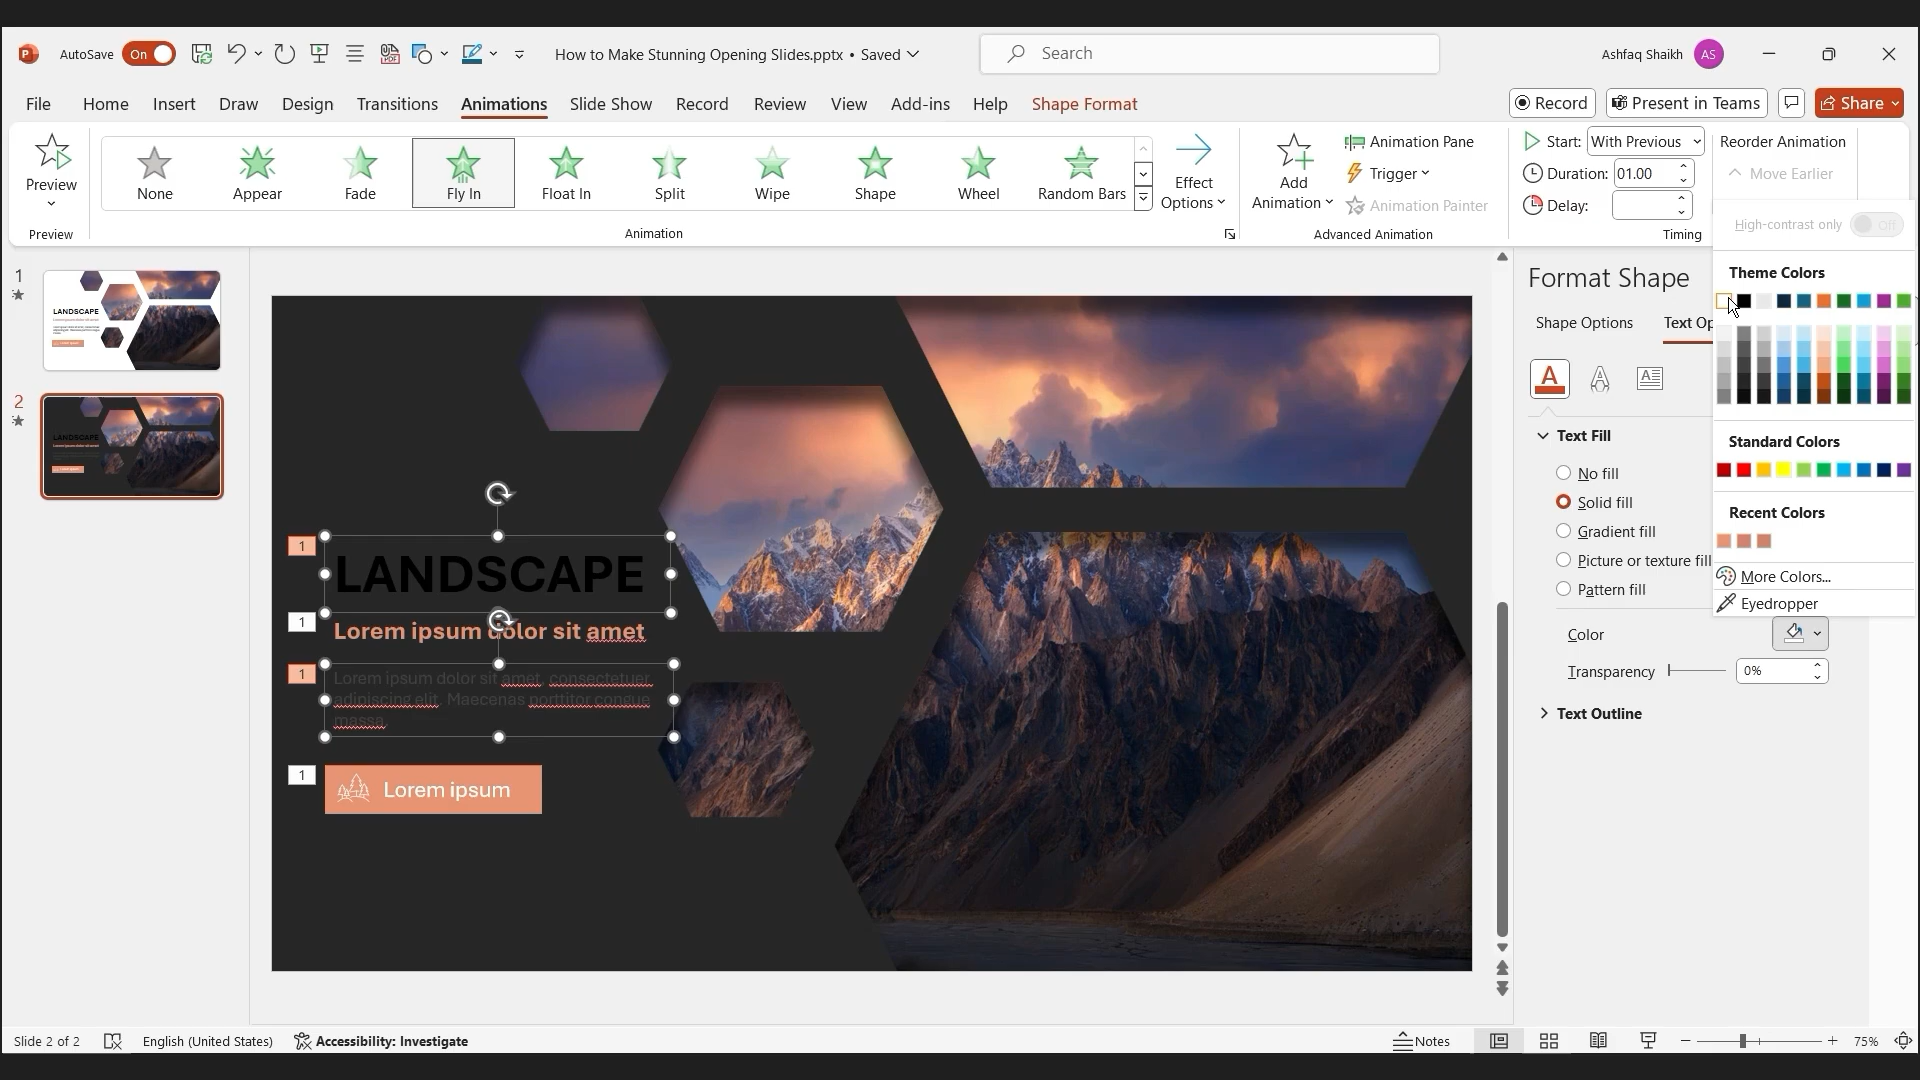 AutoSave On How to Make Stunning Opening Slides.pptx • Saved Search Ashfaq Shaikh AS
File Home Insert Draw Design Transitions Animations Slide Show Record Review View Add-ins Help Shape Format Record Present in Teams Share
Preview
Preview
None Appear Fade Fly In Float In Split Wipe Shape Wheel Random Bars
Animation
Effect
Options
Add
Animation
Animation Pane
Trigger
Animation Painter
Advanced Animation
Start: With Previous
Duration: 01.00
Delay:
Timing
Reorder Animation
Move Earlier
High-contrast only Off
Theme Colors
Standard Colors
Recent Colors
More Colors...
Eyedropper
1
LANDSCAPE
2
LANDSCAPE
1
LANDSCAPE
1
Lorem ipsum dolor sit amet
1
Lorem ipsum dolor sit amet, consectetuer
adipiscing elit. Maecenas porttitor congue
massa.
1
Lorem ipsum
Format Shape
Shape Options Text Op
A A A
Text Fill
No fill
Solid fill
Gradient fill
Picture or texture fill
Pattern fill
Color
Transparency 0%
Text Outline
Slide 2 of 2 English (United States) Accessibility: Investigate Notes 75%